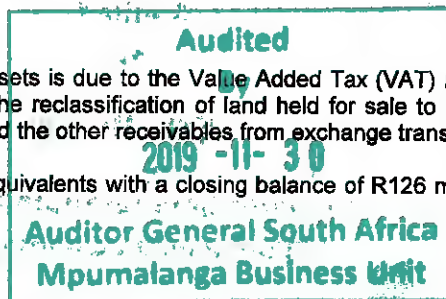 Audited
sets is due to the Value Added Tax (VAT)
By
he reclassification of land held for sale to
d the other receivables from exchange trans
2019 -11- 30
quivalents with a closing balance of R126 m
Auditor General South Africa
Mpumalanga Business Unit